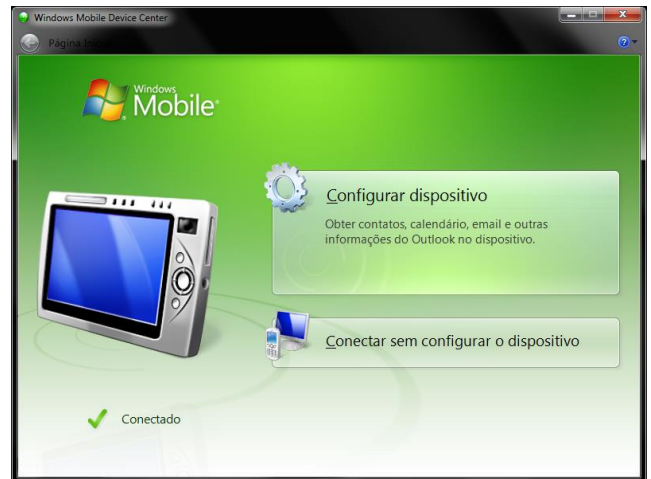 Windows Mobile Device Center
Página Inicial
Windows
Mobile
Configurar dispositivo
Obter contatos, calendário, email e outras
informações do Outlook no dispositivo.
Conectar sem configurar o dispositivo
Conectado